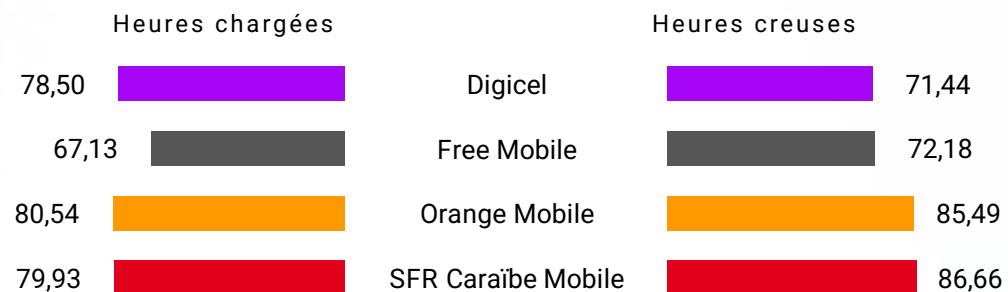 Heures chargées Heures creuses
78,50 Digicel 71,44
67,13 Free Mobile 72,18
80,54 Orange Mobile 85,49
79,93 SFR Caraïbe Mobile 86,66